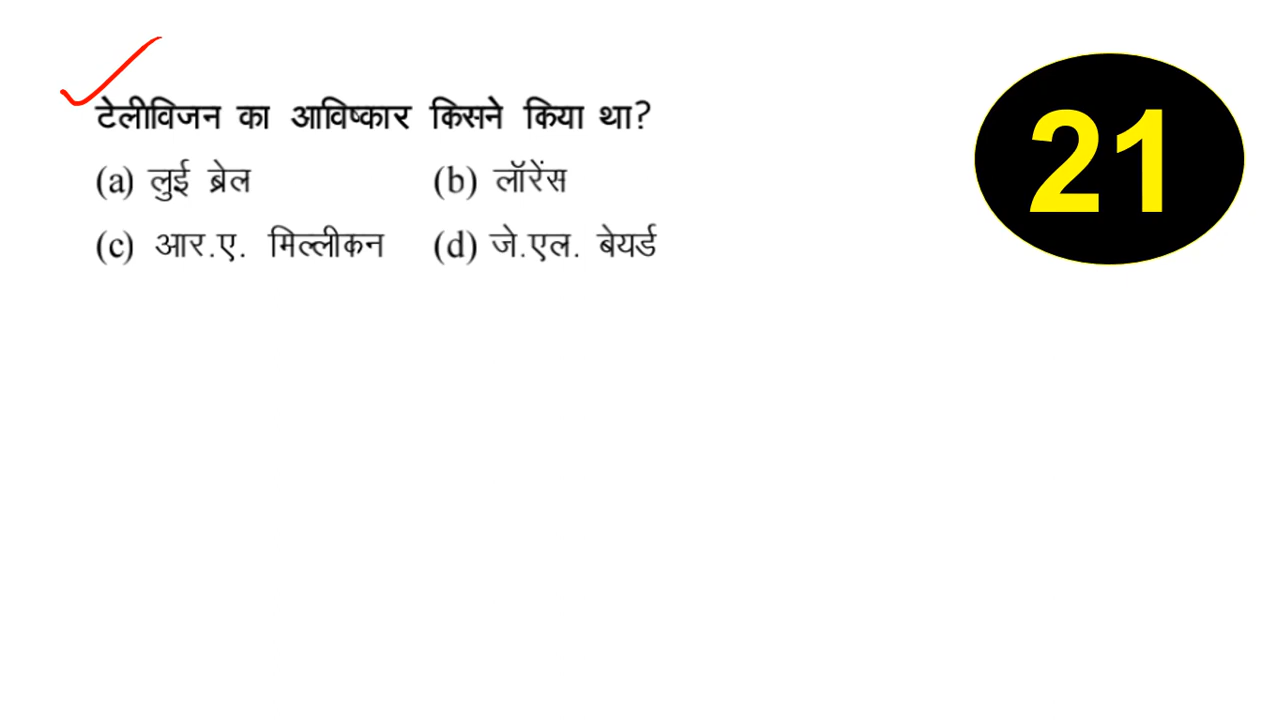 टेलीविजन का आविष्कार किसने किया था?
(a) लुई ब्रेल (b) लॉरेंस
(c) आर.ए. मिल्लीकन (d) जे.एल. बेयर्ड
21